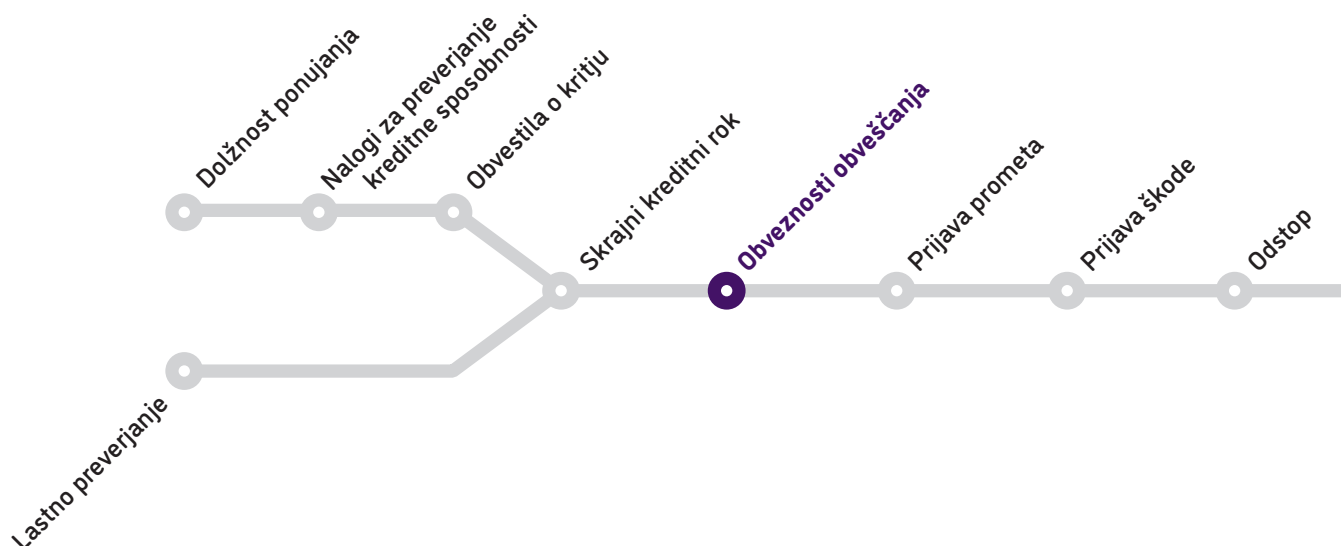 Dolžnost ponujanja
Nalogi za preverjanje
kreditne sposobnosti
Obvestila o kritju
Skrajni kreditni rok
Obveznosti obveščanja
Prijava prometa
Prijava škode
Odstop
Lastno preverjanje